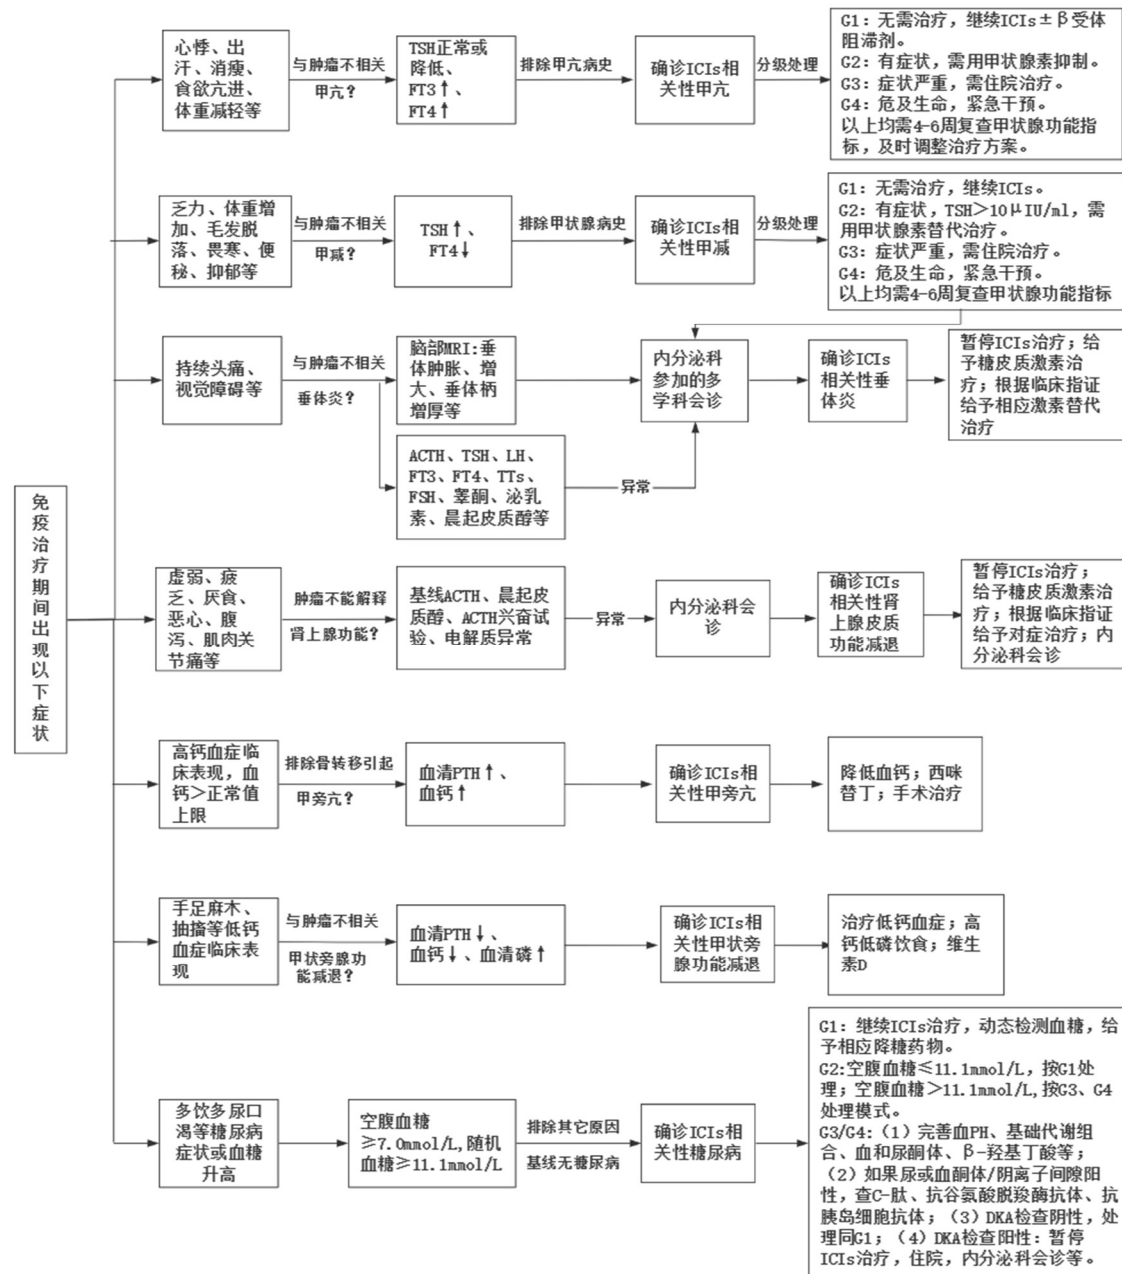 免
疫
治
疗
期
间
出
现
以
下
症
状
心悸、出
汗、消瘦、
食欲亢进、
体重减轻等
与肿瘤不相关
甲亢?
TSH正常或
降低、
FT3↑、
FT4↑
排除甲亢病史
确诊ICIs相
关性甲亢
分级处理
G1: 无需治疗, 继续ICIs±β受体
阻滞剂。
G2: 有症状, 需用甲状腺素抑制。
G3: 症状严重, 需住院治疗。
G4: 危及生命, 紧急干预。
以上均需4-6周复查甲状腺功能指
标, 及时调整治疗方案。
乏力、体重增
加、毛发脱
落、畏寒、便
秘、抑郁等
与肿瘤不相关
甲减?
TSH↑、
FT4↓
排除甲状腺病史
确诊ICIs相
关性甲减
分级处理
G1: 无需治疗, 继续ICIs。
G2: 有症状, TSH>10μIU/ml, 需
用甲状腺素替代治疗。
G3: 症状严重, 需住院治疗。
G4: 危及生命, 紧急干预。
以上均需4-6周复查甲状腺功能指标
持续头痛、
视觉障碍等
与肿瘤不相关
垂体炎?
脑部MRI:垂
体肿胀、增
大、垂体柄
增厚等
ACTH、TSH、LH、
FT3、FT4、TTs、
FSH、睾酮、泌乳
素、晨起皮质醇等
异常
内分泌科
参加的多
学科会诊
确诊ICIs
相关性垂
体炎
暂停ICIs治疗; 给
予糖皮质激素治
疗; 根据临床指证
给予相应激素替代
治疗
虚弱、疲
乏、厌食、
恶心、腹
泻、肌肉关
节痛等
肿瘤不能解释
肾上腺功能?
基线ACTH、晨起皮
质醇、ACTH兴奋试
验、电解质异常
异常
内分泌科会
诊
确诊ICIs
相关性肾
上腺皮质
功能减退
暂停ICIs治疗;
给予糖皮质激素治
疗; 根据临床指证
给予对症治疗; 内
分泌科会诊
高钙血症临
床表现, 血
钙>正常值
上限
排除骨转移引起
甲旁亢?
血清PTH↑、
血钙↑
确诊ICIs相
关性甲旁亢
降低血钙; 西咪
替丁; 手术治疗
手足麻木、
抽搐等低钙
血症临床表
现
与肿瘤不相关
甲状旁腺功
能减退?
血清PTH↓、
血钙↓、血清磷↑
确诊ICIs相
关性甲状旁
腺功能减退
治疗低钙血症; 高
钙低磷饮食; 维生
素D
多饮多尿口
渴等糖尿病
症状或血糖
升高
空腹血糖
≥7.0mmol/L,随机
血糖≥11.1mmol/L
排除其它原因
基线无糖尿病
确诊ICIs相
关性糖尿病
G1: 继续ICIs治疗, 动态检测血糖, 给
予相应降糖药物。
G2:空腹血糖≤11.1mmol/L, 按G1处
理; 空腹血糖>11.1mmol/L,按G3、G4
处理模式。
G3/G4: (1) 完善血PH、基础代谢组
合、血和尿酮体、β-羟基丁酸等;
(2) 如果尿或血酮体/阴离子间隙阳
性, 查C-肽、抗谷氨酸脱羧酶抗体、抗
胰岛细胞抗体; (3) DKA检查阴性, 处
理同G1; (4) DKA检查阳性: 暂停
ICIs治疗, 住院, 内分泌科会诊等。